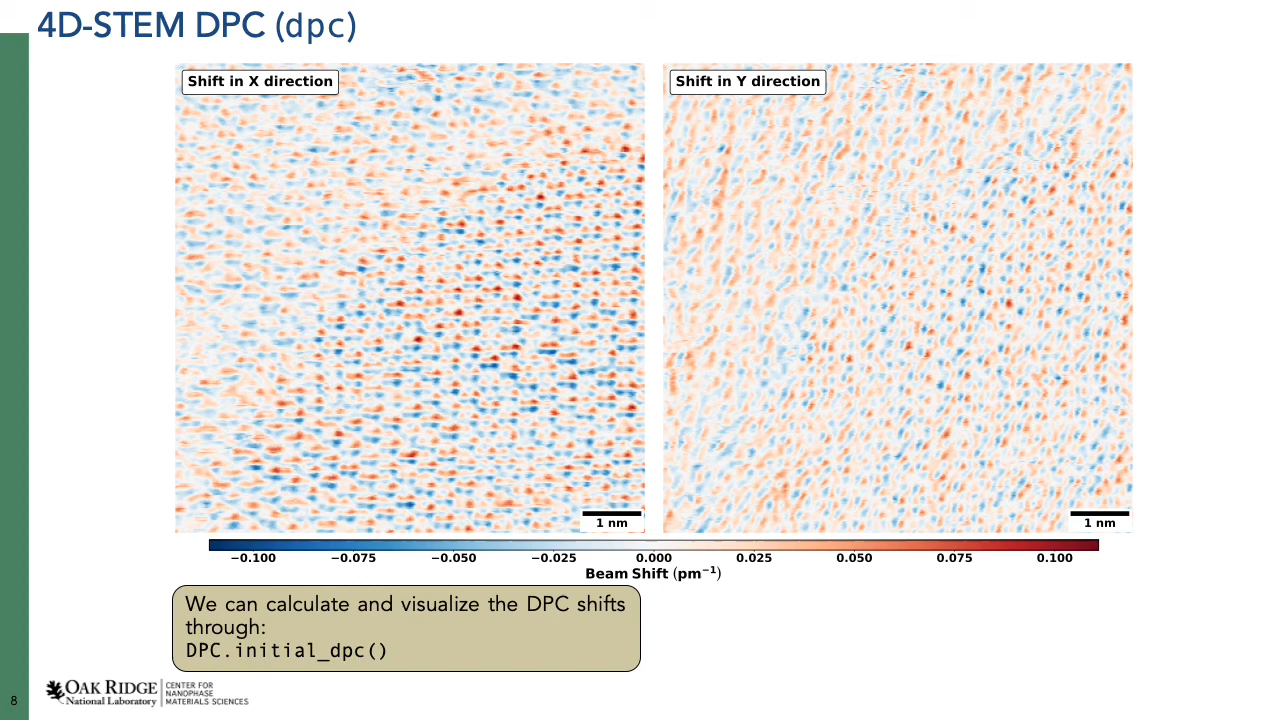 4D-STEM DPC (dpc)
Shift in X direction
Shift in Y direction
1 nm
1 nm
−0.100 −0.075 −0.050 −0.025 0.000 0.025 0.050 0.075 0.100
Beam Shift (pm⁻¹)
We can calculate and visualize the DPC shifts
through:
DPC.initial_dpc()
8
OAK RIDGE
National Laboratory
CENTER FOR
NANOPHASE
MATERIALS SCIENCES